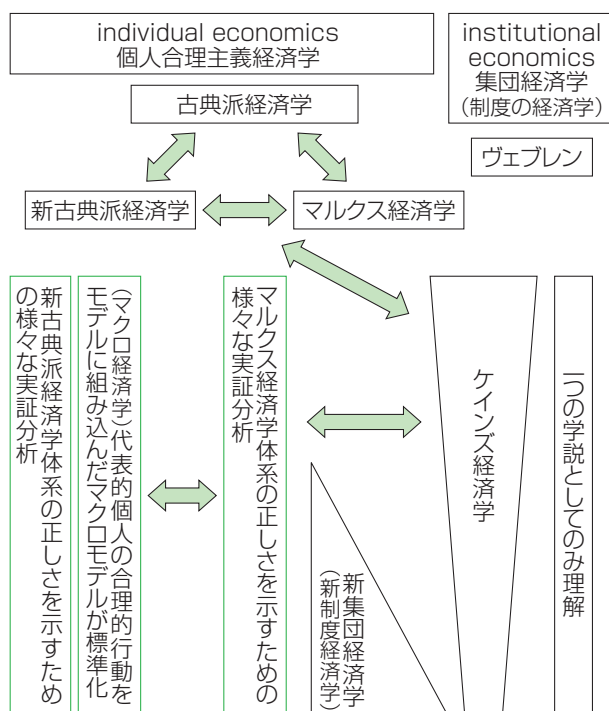 individual economics
個人合理主義経済学
institutional
economics
集団経済学
（制度の経済学）
古典派経済学
ヴェブレン
新古典派経済学
マルクス経済学
新古典派経済学体系の正しさを示すため
の様々な実証分析
（マクロ経済学）代表的個人の合理的行動を
モデルに組み込んだマクロモデルが標準化
マルクス経済学体系の正しさを示すための
様々な実証分析
新集団経済学
（新制度経済学）
ケインズ経済学
一つの学説としてのみ理解